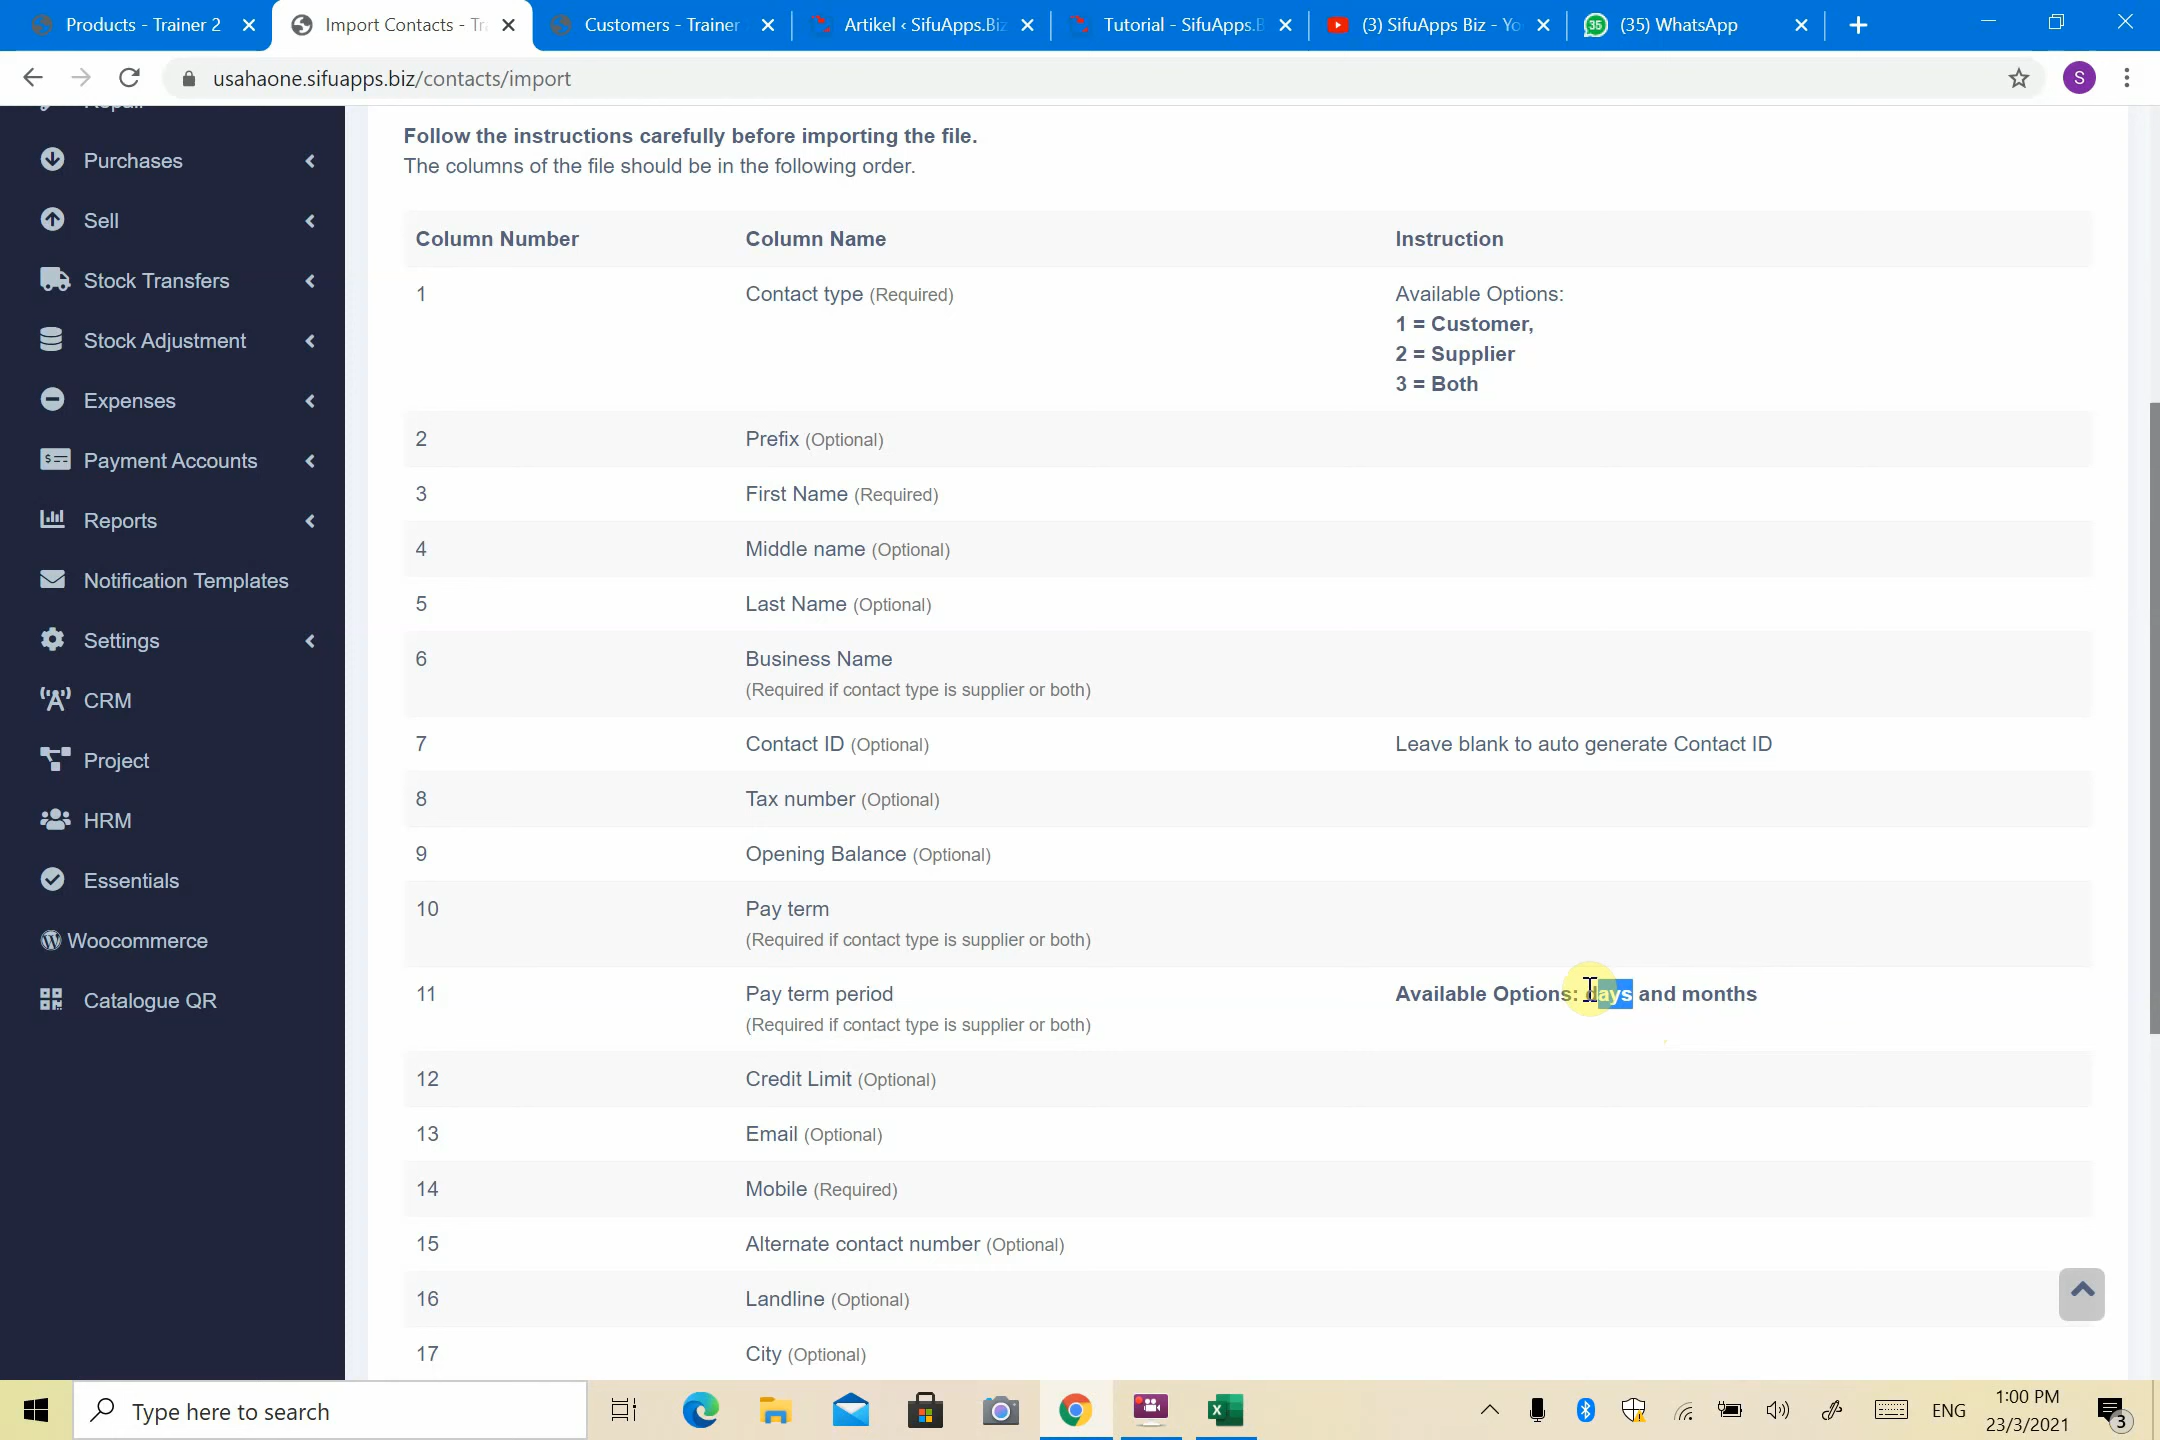 Products - Trainer 2
Import Contacts - Tr
Customers - Trainer
Artikel ‹ SifuApps.Biz
Tutorial - SifuApps.B
(3) SifuApps Biz - Yo
35
(35) WhatsApp
usahaone.sifuapps.biz/contacts/import
S
Repair
Purchases
Sell
Stock Transfers
Stock Adjustment
Expenses
Payment Accounts
Reports
Notification Templates
Settings
CRM
Project
HRM
Essentials
Woocommerce
Catalogue QR
Follow the instructions carefully before importing the file.
The columns of the file should be in the following order.
Column Number Column Name Instruction
1 Contact type (Required) Available Options:
1 = Customer,
2 = Supplier
3 = Both
2 Prefix (Optional)
3 First Name (Required)
4 Middle name (Optional)
5 Last Name (Optional)
6 Business Name
(Required if contact type is supplier or both)
7 Contact ID (Optional) Leave blank to auto generate Contact ID
8 Tax number (Optional)
9 Opening Balance (Optional)
10 Pay term
(Required if contact type is supplier or both)
11 Pay term period Available Options: days and months
(Required if contact type is supplier or both)
12 Credit Limit (Optional)
13 Email (Optional)
14 Mobile (Required)
15 Alternate contact number (Optional)
16 Landline (Optional)
17 City (Optional)
Type here to search
ENG
1:00 PM
23/3/2021
3